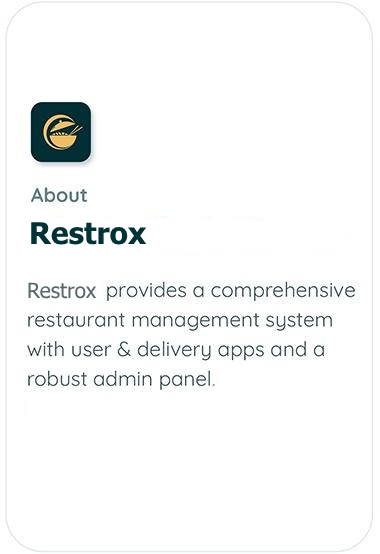 About
Restrox
Restrox provides a comprehensive
restaurant management system
with user & delivery apps and a
robust admin panel.